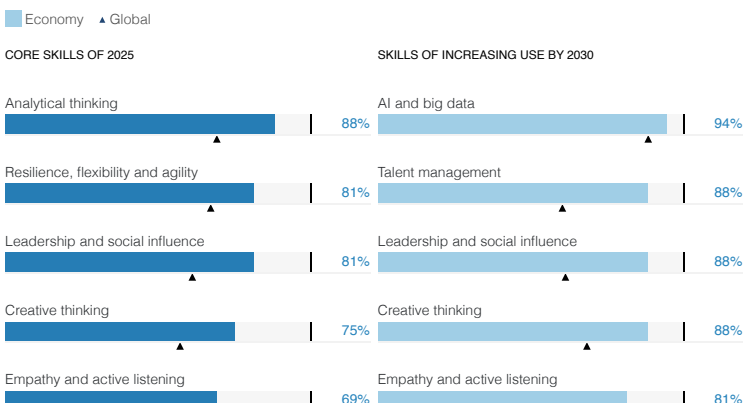 Economy Global
CORE SKILLS OF 2025
Analytical thinking
88%
Resilience, flexibility and agility
81%
Leadership and social influence
81%
Creative thinking
75%
Empathy and active listening
69%
SKILLS OF INCREASING USE BY 2030
AI and big data
94%
Talent management
88%
Leadership and social influence
88%
Creative thinking
88%
Empathy and active listening
81%